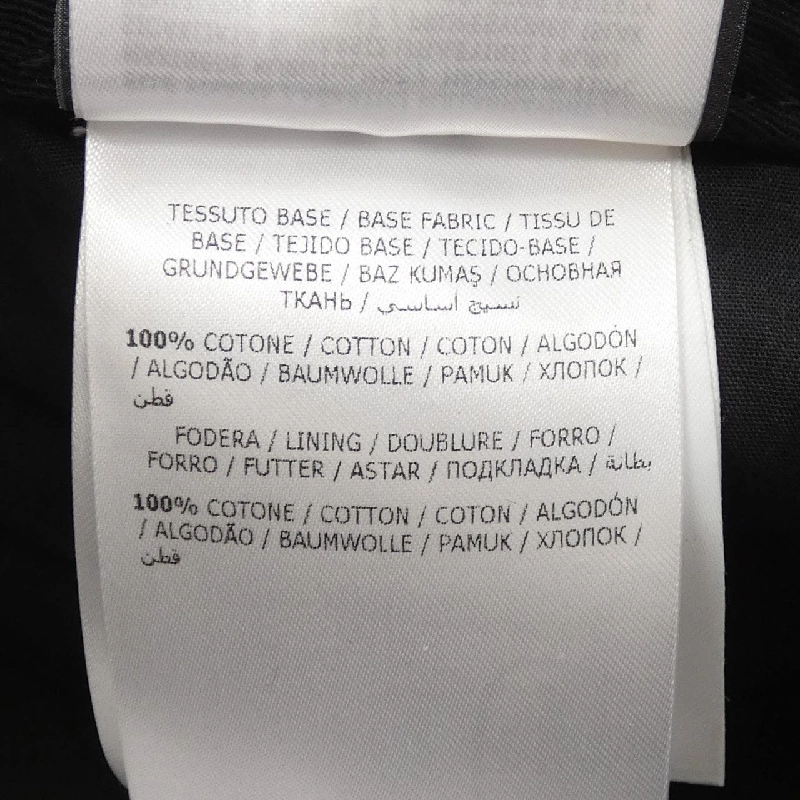 TESSUTO BASE / BASE FABRIC / TISSU DE
BASE / TEJIDO BASE / TECIDO-BASE /
GRUNDGEWEBE / BAZ KUMAŞ / ОСНОВНАЯ
ТКАНЬ / نسيج اساسي
100% COTONE / COTTON / COTON / ALGODÓN
/ ALGODÃO / BAUMWOLLE / PAMUK / ХЛОПОК /
قطن
FODERA / LINING / DOUBLURE / FORRO /
FORRO / FUTTER / ASTAR / ПОДКЛАДКА / بطانة
100% COTONE / COTTON / COTON / ALGODÓN
/ ALGODÃO / BAUMWOLLE / PAMUK / ХЛОПОК /
قطن